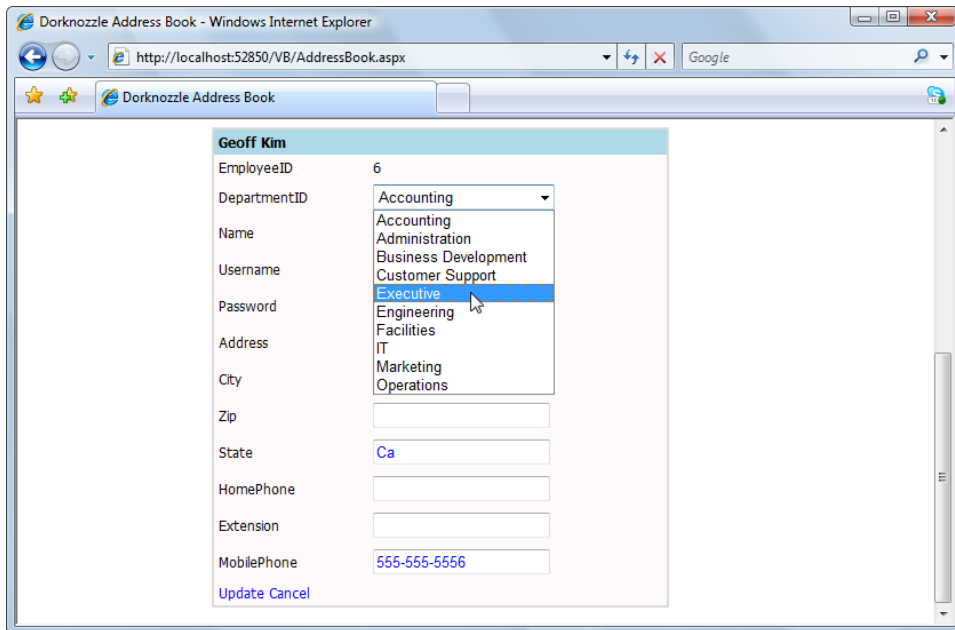 Dorknozzle Address Book - Windows Internet Explorer
http://localhost:52850/VB/AddressBook.aspx
Google
Dorknozzle Address Book
Geoff Kim
EmployeeID 6
DepartmentID Accounting
Accounting
Name
Administration
Business Development
Username
Customer Support
Executive
Password
Engineering
Facilities
Address
IT
Marketing
City
Operations
Zip
State Ca
HomePhone
Extension
MobilePhone 555-555-5556
Update Cancel